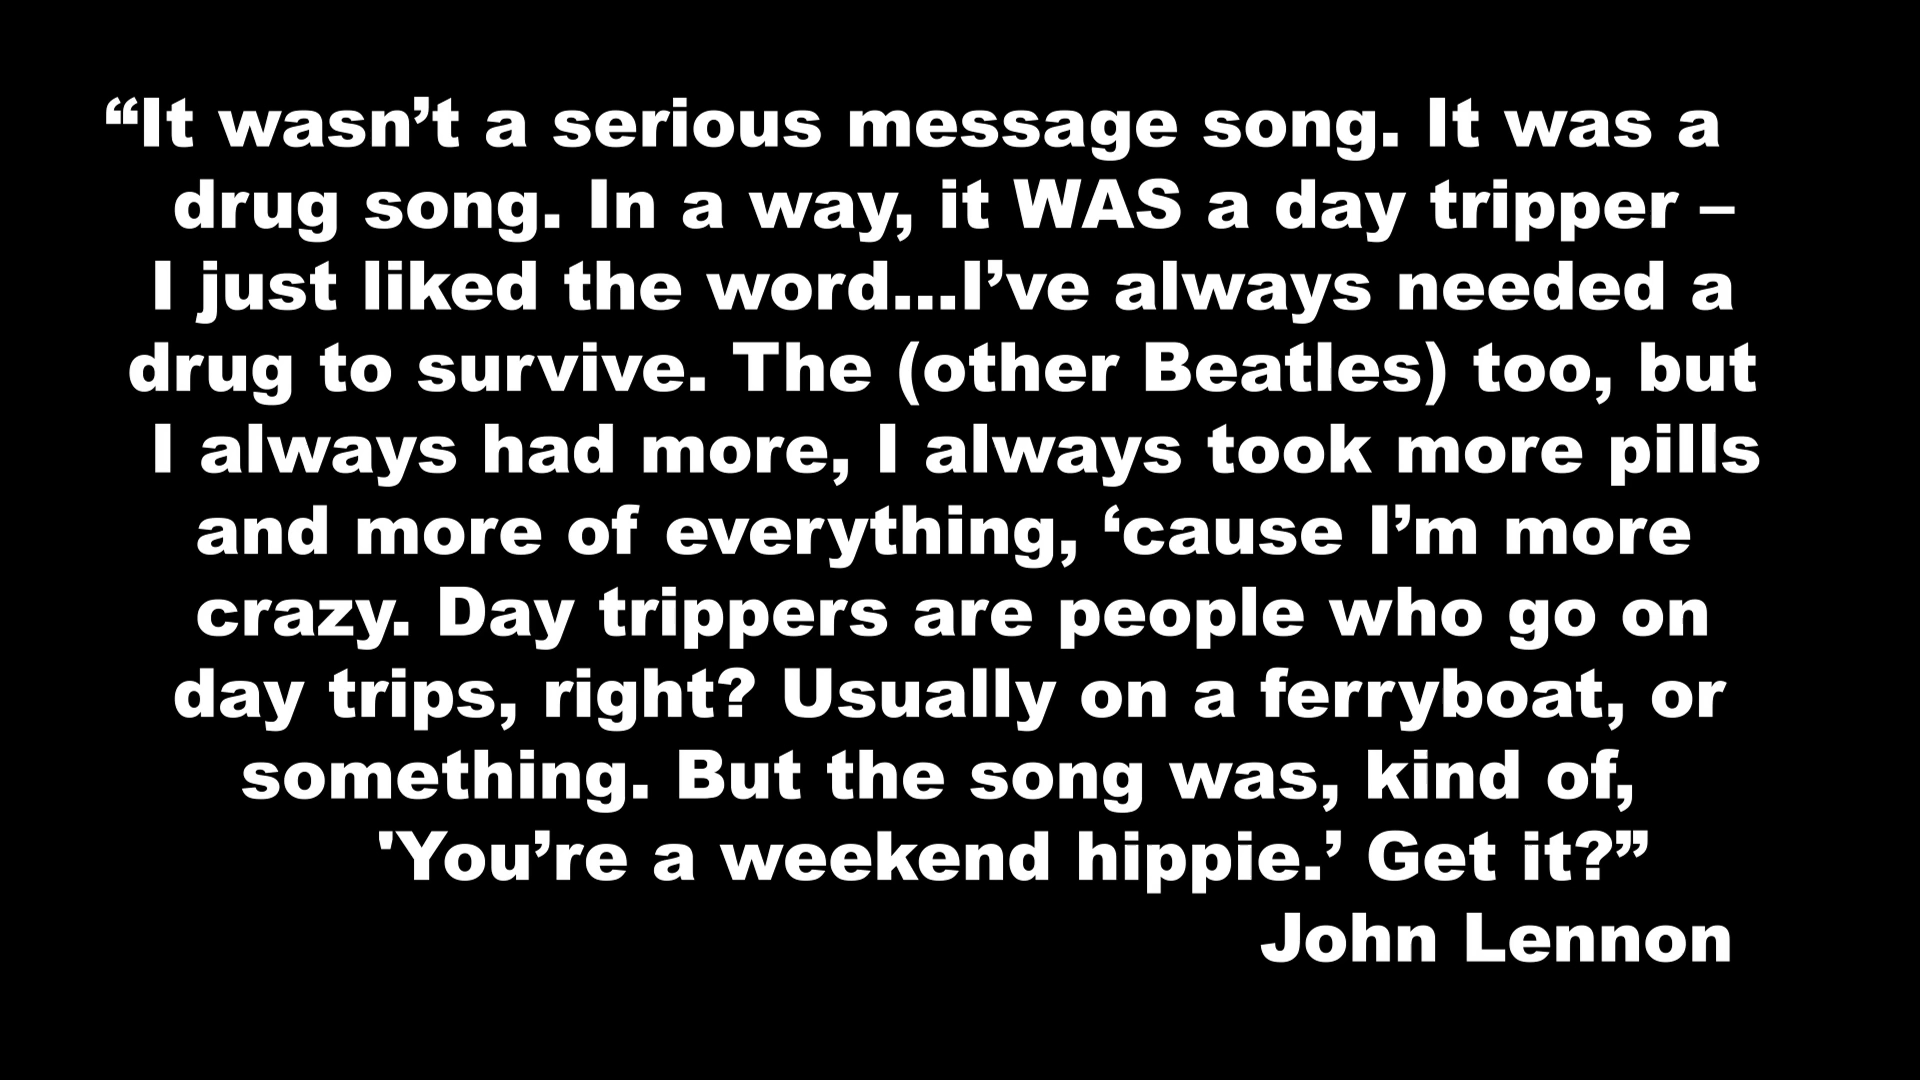 “It wasn’t a serious message song. It was a
drug song. In a way, it WAS a day tripper –
I just liked the word...I’ve always needed a
drug to survive. The (other Beatles) too, but
I always had more, I always took more pills
and more of everything, ‘cause I’m more
crazy. Day trippers are people who go on
day trips, right? Usually on a ferryboat, or
something. But the song was, kind of,
'You’re a weekend hippie.’ Get it?”
John Lennon